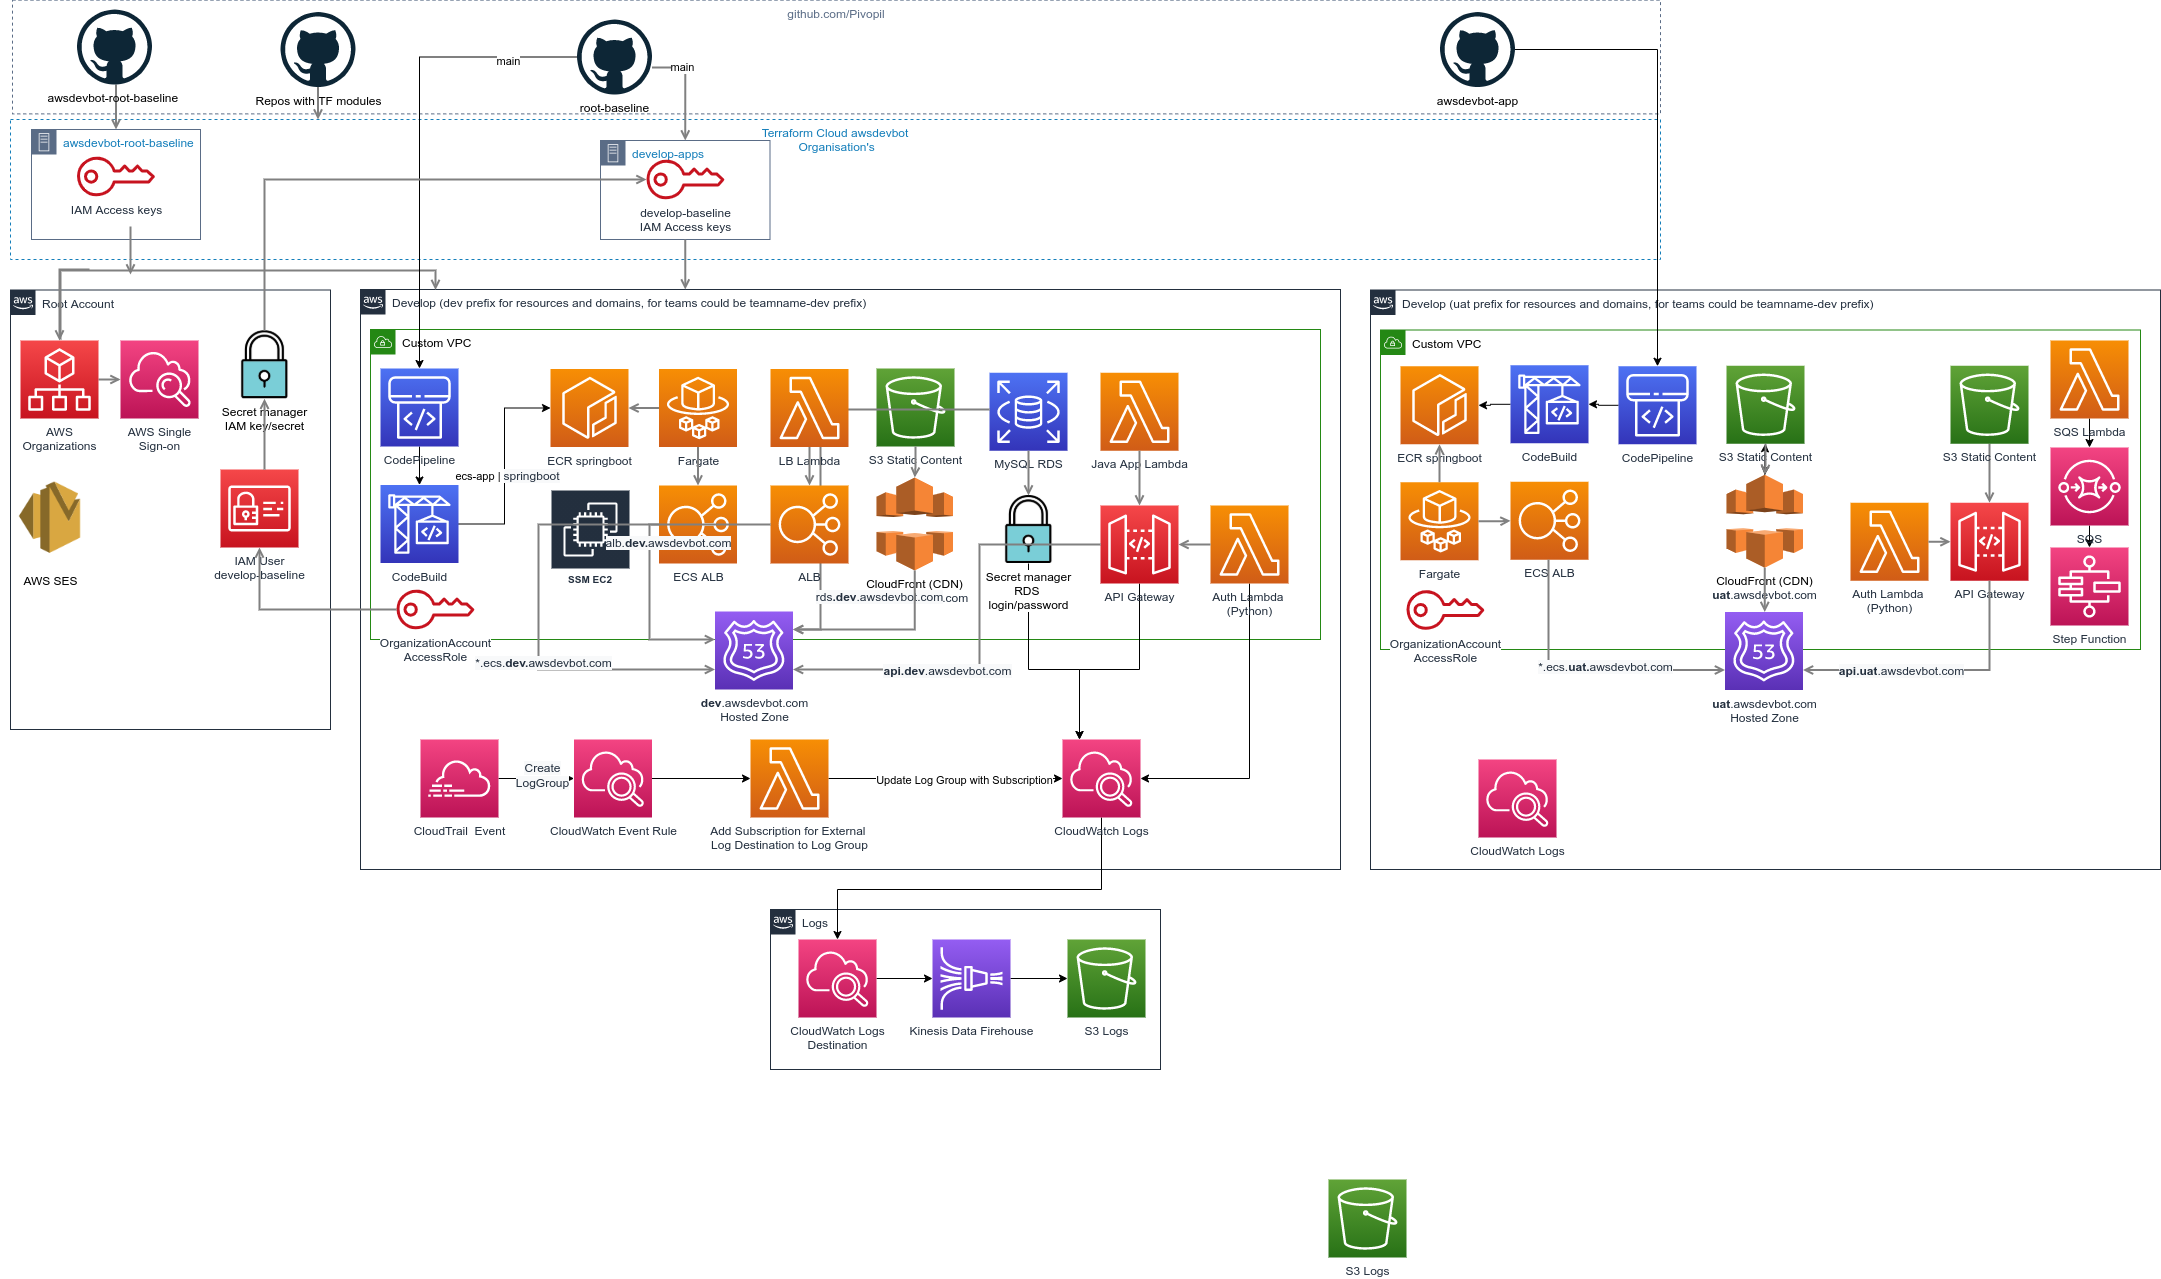 github.com/Pivopil
awsdevbot-root-baseline
Repos with TF modules
root-baseline
awsdevbot-app
main
main
Terraform Cloud awsdevbot
Organisation's
awsdevbot-root-baseline
IAM Access keys
develop-apps
develop-baseline
IAM Access keys
aws
Root Account
AWS
Organizations
AWS Single
Sign-on
Secret manager
IAM key/secret
AWS SES
IAM User
develop-baseline
aws
Develop (dev prefix for resources and domains, for teams could be teamname-dev prefix)
Custom VPC
CodePipeline
ECR springboot
Fargate
LB Lambda
S3 Static Content
MySQL RDS
Java App Lambda
ecs-app | springboot
CodeBuild
SSM EC2
alb.dev.awsdevbot.com
ECS ALB
ALB
CloudFront (CDN)
rds.dev.awsdevbot.com
.com
Secret manager
RDS
login/password
API Gateway
Auth Lambda
(Python)
OrganizationAccount
AccessRole
*.ecs.dev.awsdevbot.com
53
api.dev.awsdevbot.com
dev.awsdevbot.com
Hosted Zone
Create
LogGroup
Update Log Group with Subscription
CloudTrail Event
CloudWatch Event Rule
Add Subscription for External
Log Destination to Log Group
CloudWatch Logs
aws
Develop (uat prefix for resources and domains, for teams could be teamname-dev prefix)
Custom VPC
ECR springboot
CodeBuild
CodePipeline
S3 Static Content
S3 Static Content
SQS Lambda
SQS
Fargate
ECS ALB
CloudFront (CDN)
uat.awsdevbot.com
Auth Lambda
(Python)
API Gateway
Step Function
OrganizationAccount
AccessRole
*.ecs.uat.awsdevbot.com
53
api.uat.awsdevbot.com
uat.awsdevbot.com
Hosted Zone
CloudWatch Logs
aws
Logs
CloudWatch Logs
Destination
Kinesis Data Firehouse
S3 Logs
S3 Logs